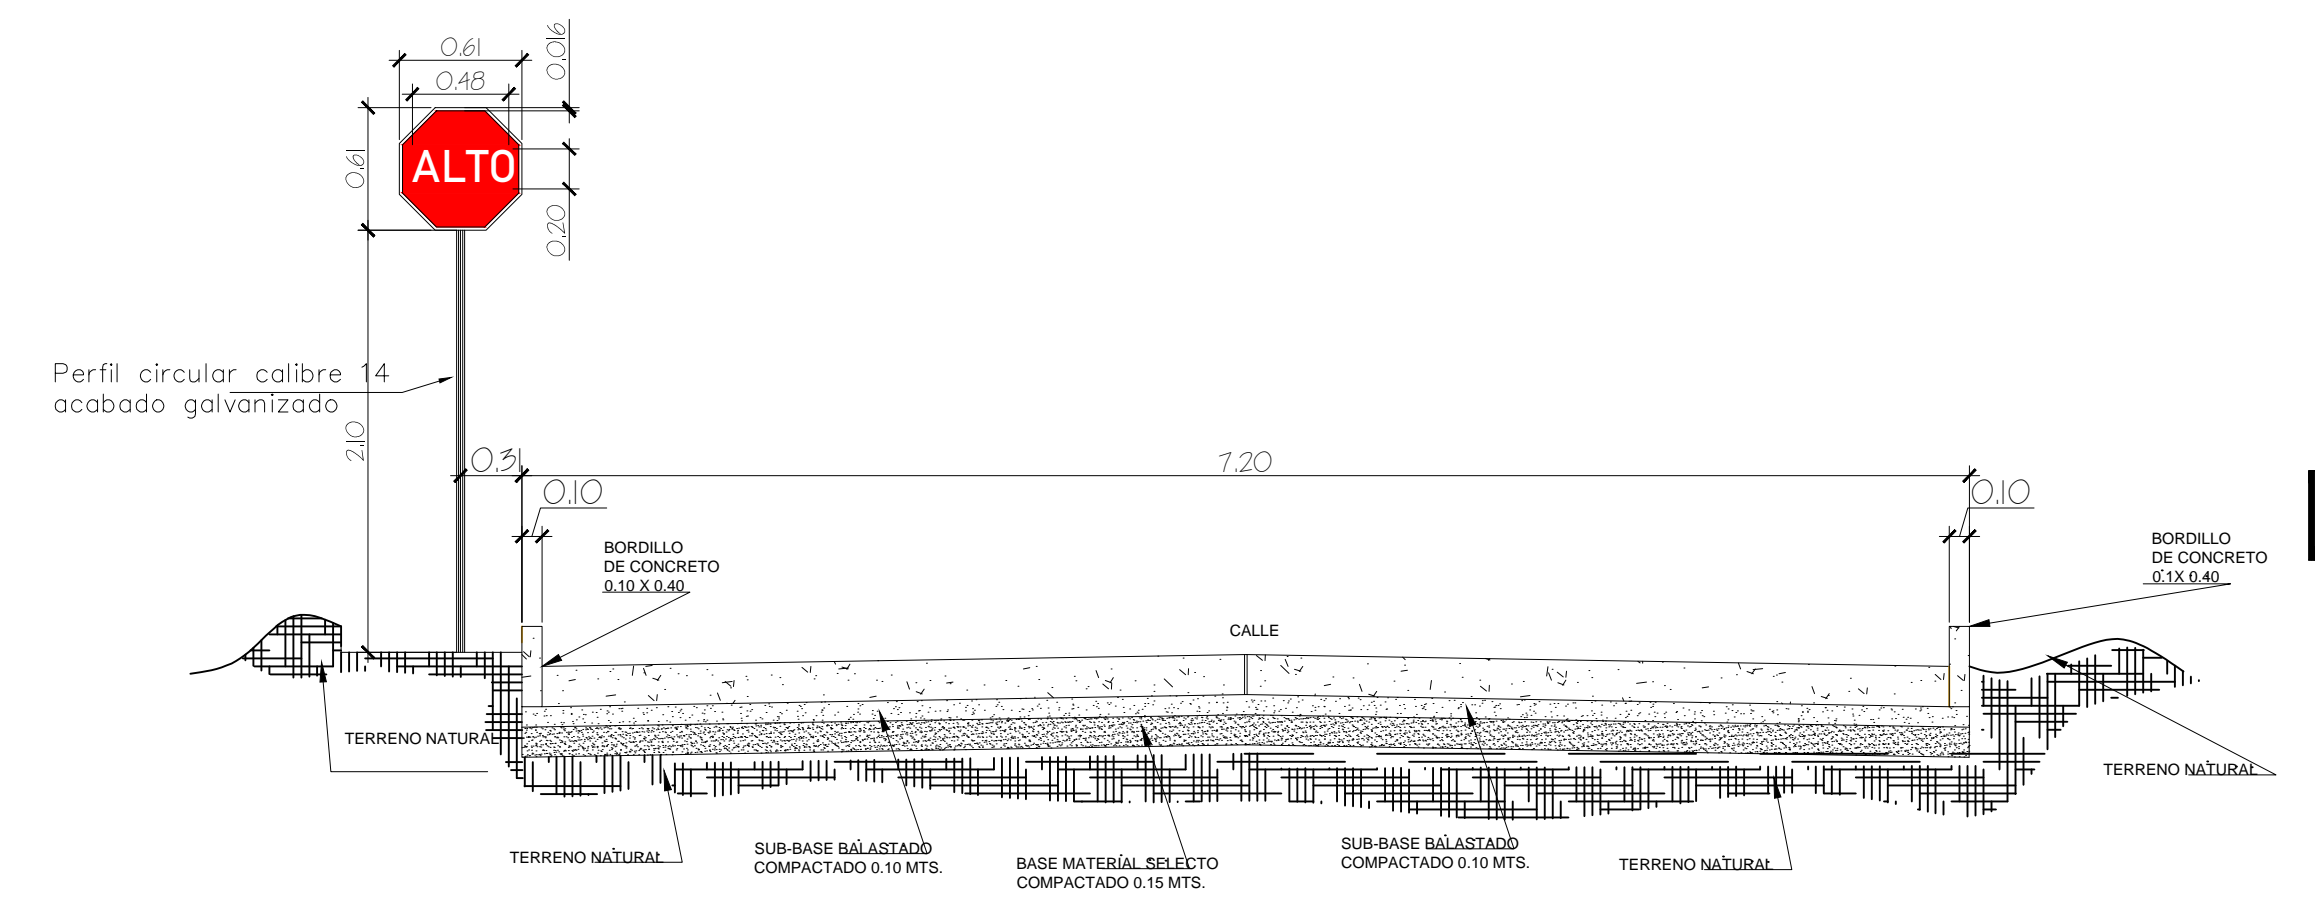 0.61
0.016
0.48
0.61
ALTO
0.20
Perfil circular calibre 14
acabado galvanizado
2.10
0.3
7.20
0.10
0.10
BORDILLO
DE CONCRETO
0.10 X 0.40
BORDILLO
DE CONCRETO
0.1X 0.40
CALLE
TERRENO NATURAL
TERRENO NATURAL
TERRENO NATURAL
SUB-BASE BALASTADO
COMPACTADO 0.10 MTS.
BASE MATERIAL SELECTO
COMPACTADO 0.15 MTS.
SUB-BASE BALASTADO
COMPACTADO 0.10 MTS.
TERRENO NATURAL